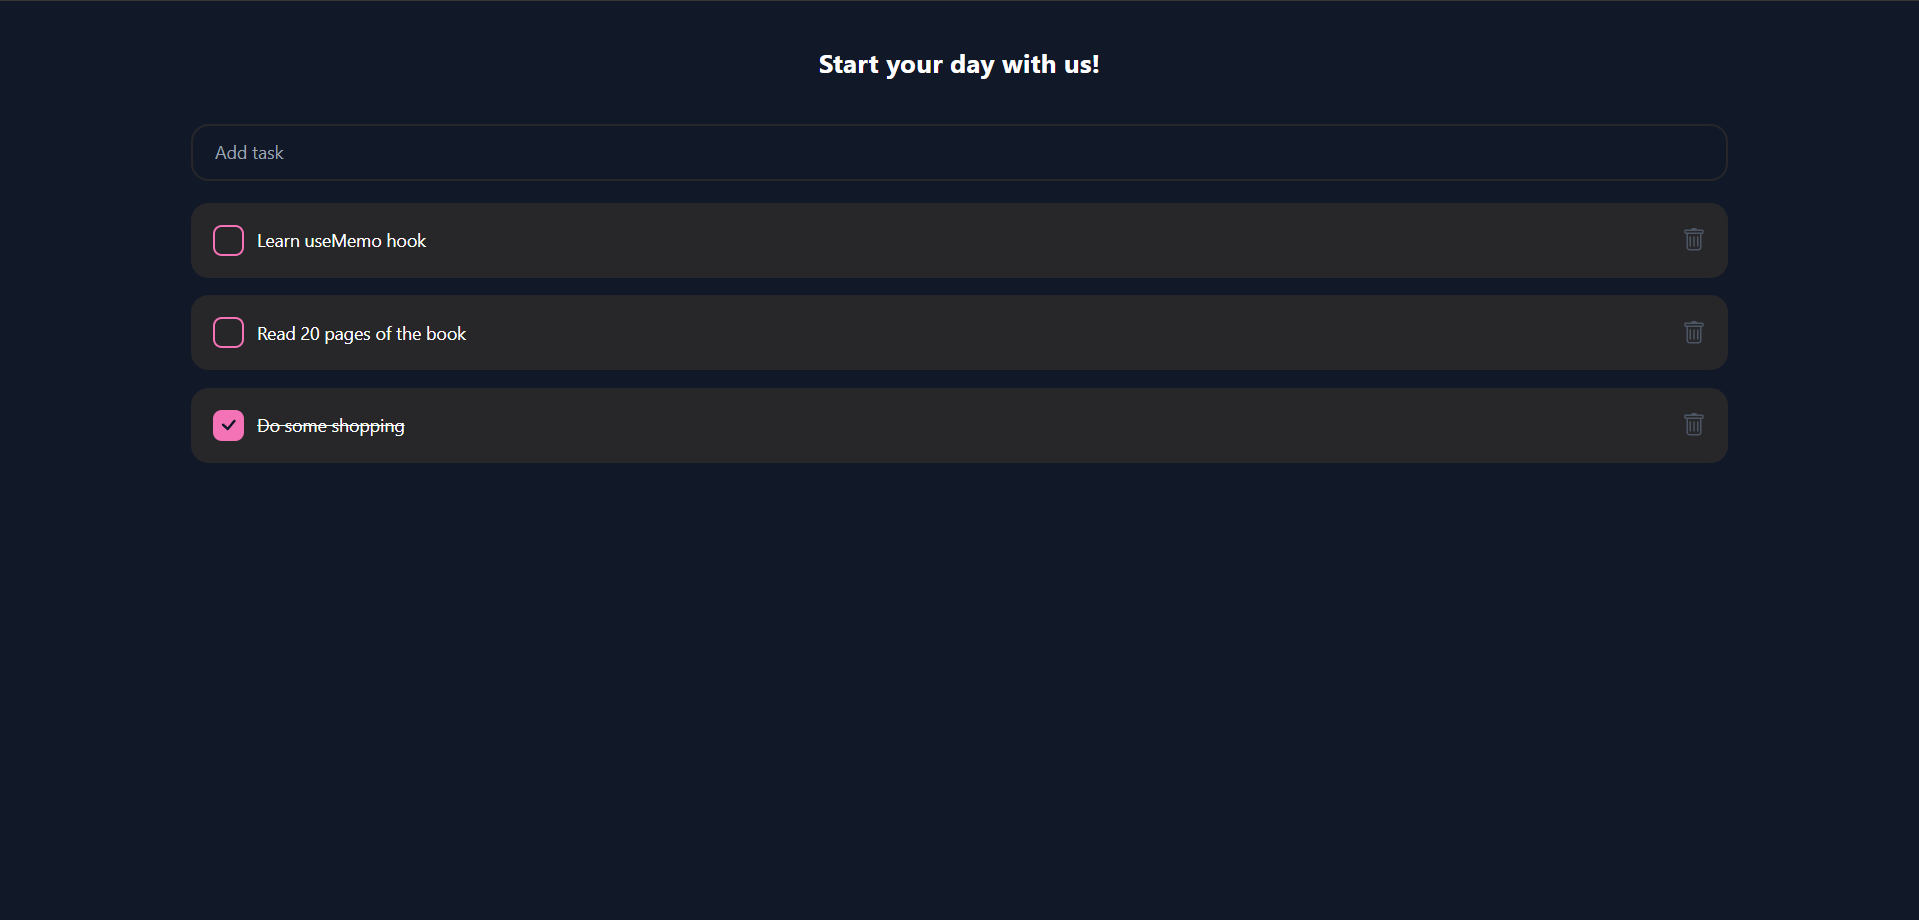 Start your day with us!
Add task
Learn useMemo hook
Read 20 pages of the book
Do some shopping